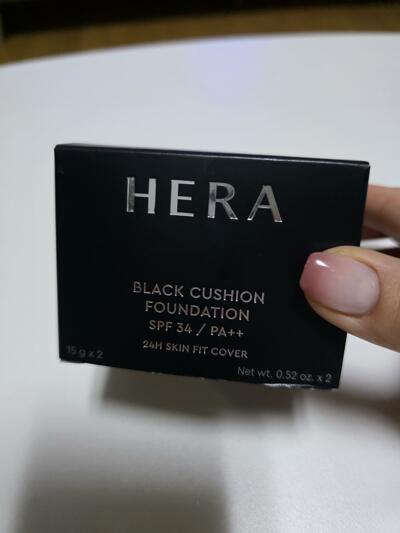 HERA
BLACK CUSHION
FOUNDATION
SPF 34 / PA++
24H SKIN FIT COVER
15 g x 2
Net wt. 0.52 oz. x 2